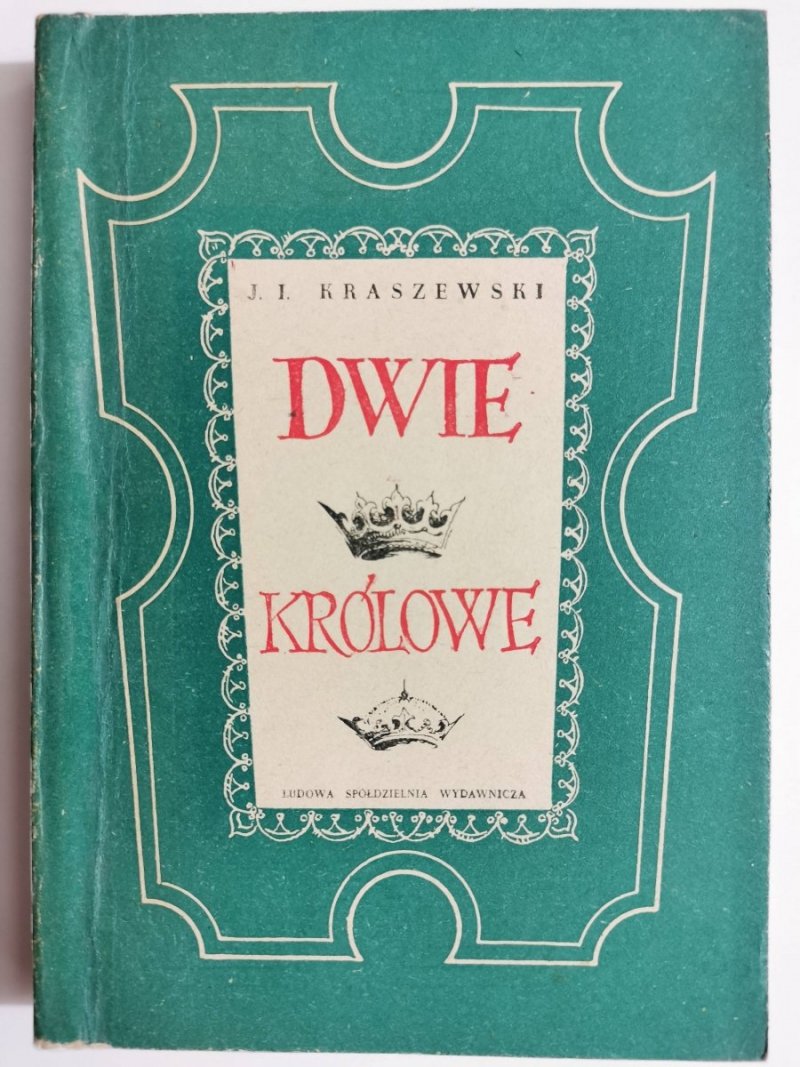 J. I. KRASZEWSKI
DWIE
KRÓLOWE
LUDOWA SPÓŁDZIELNIA WYDAWNICZA